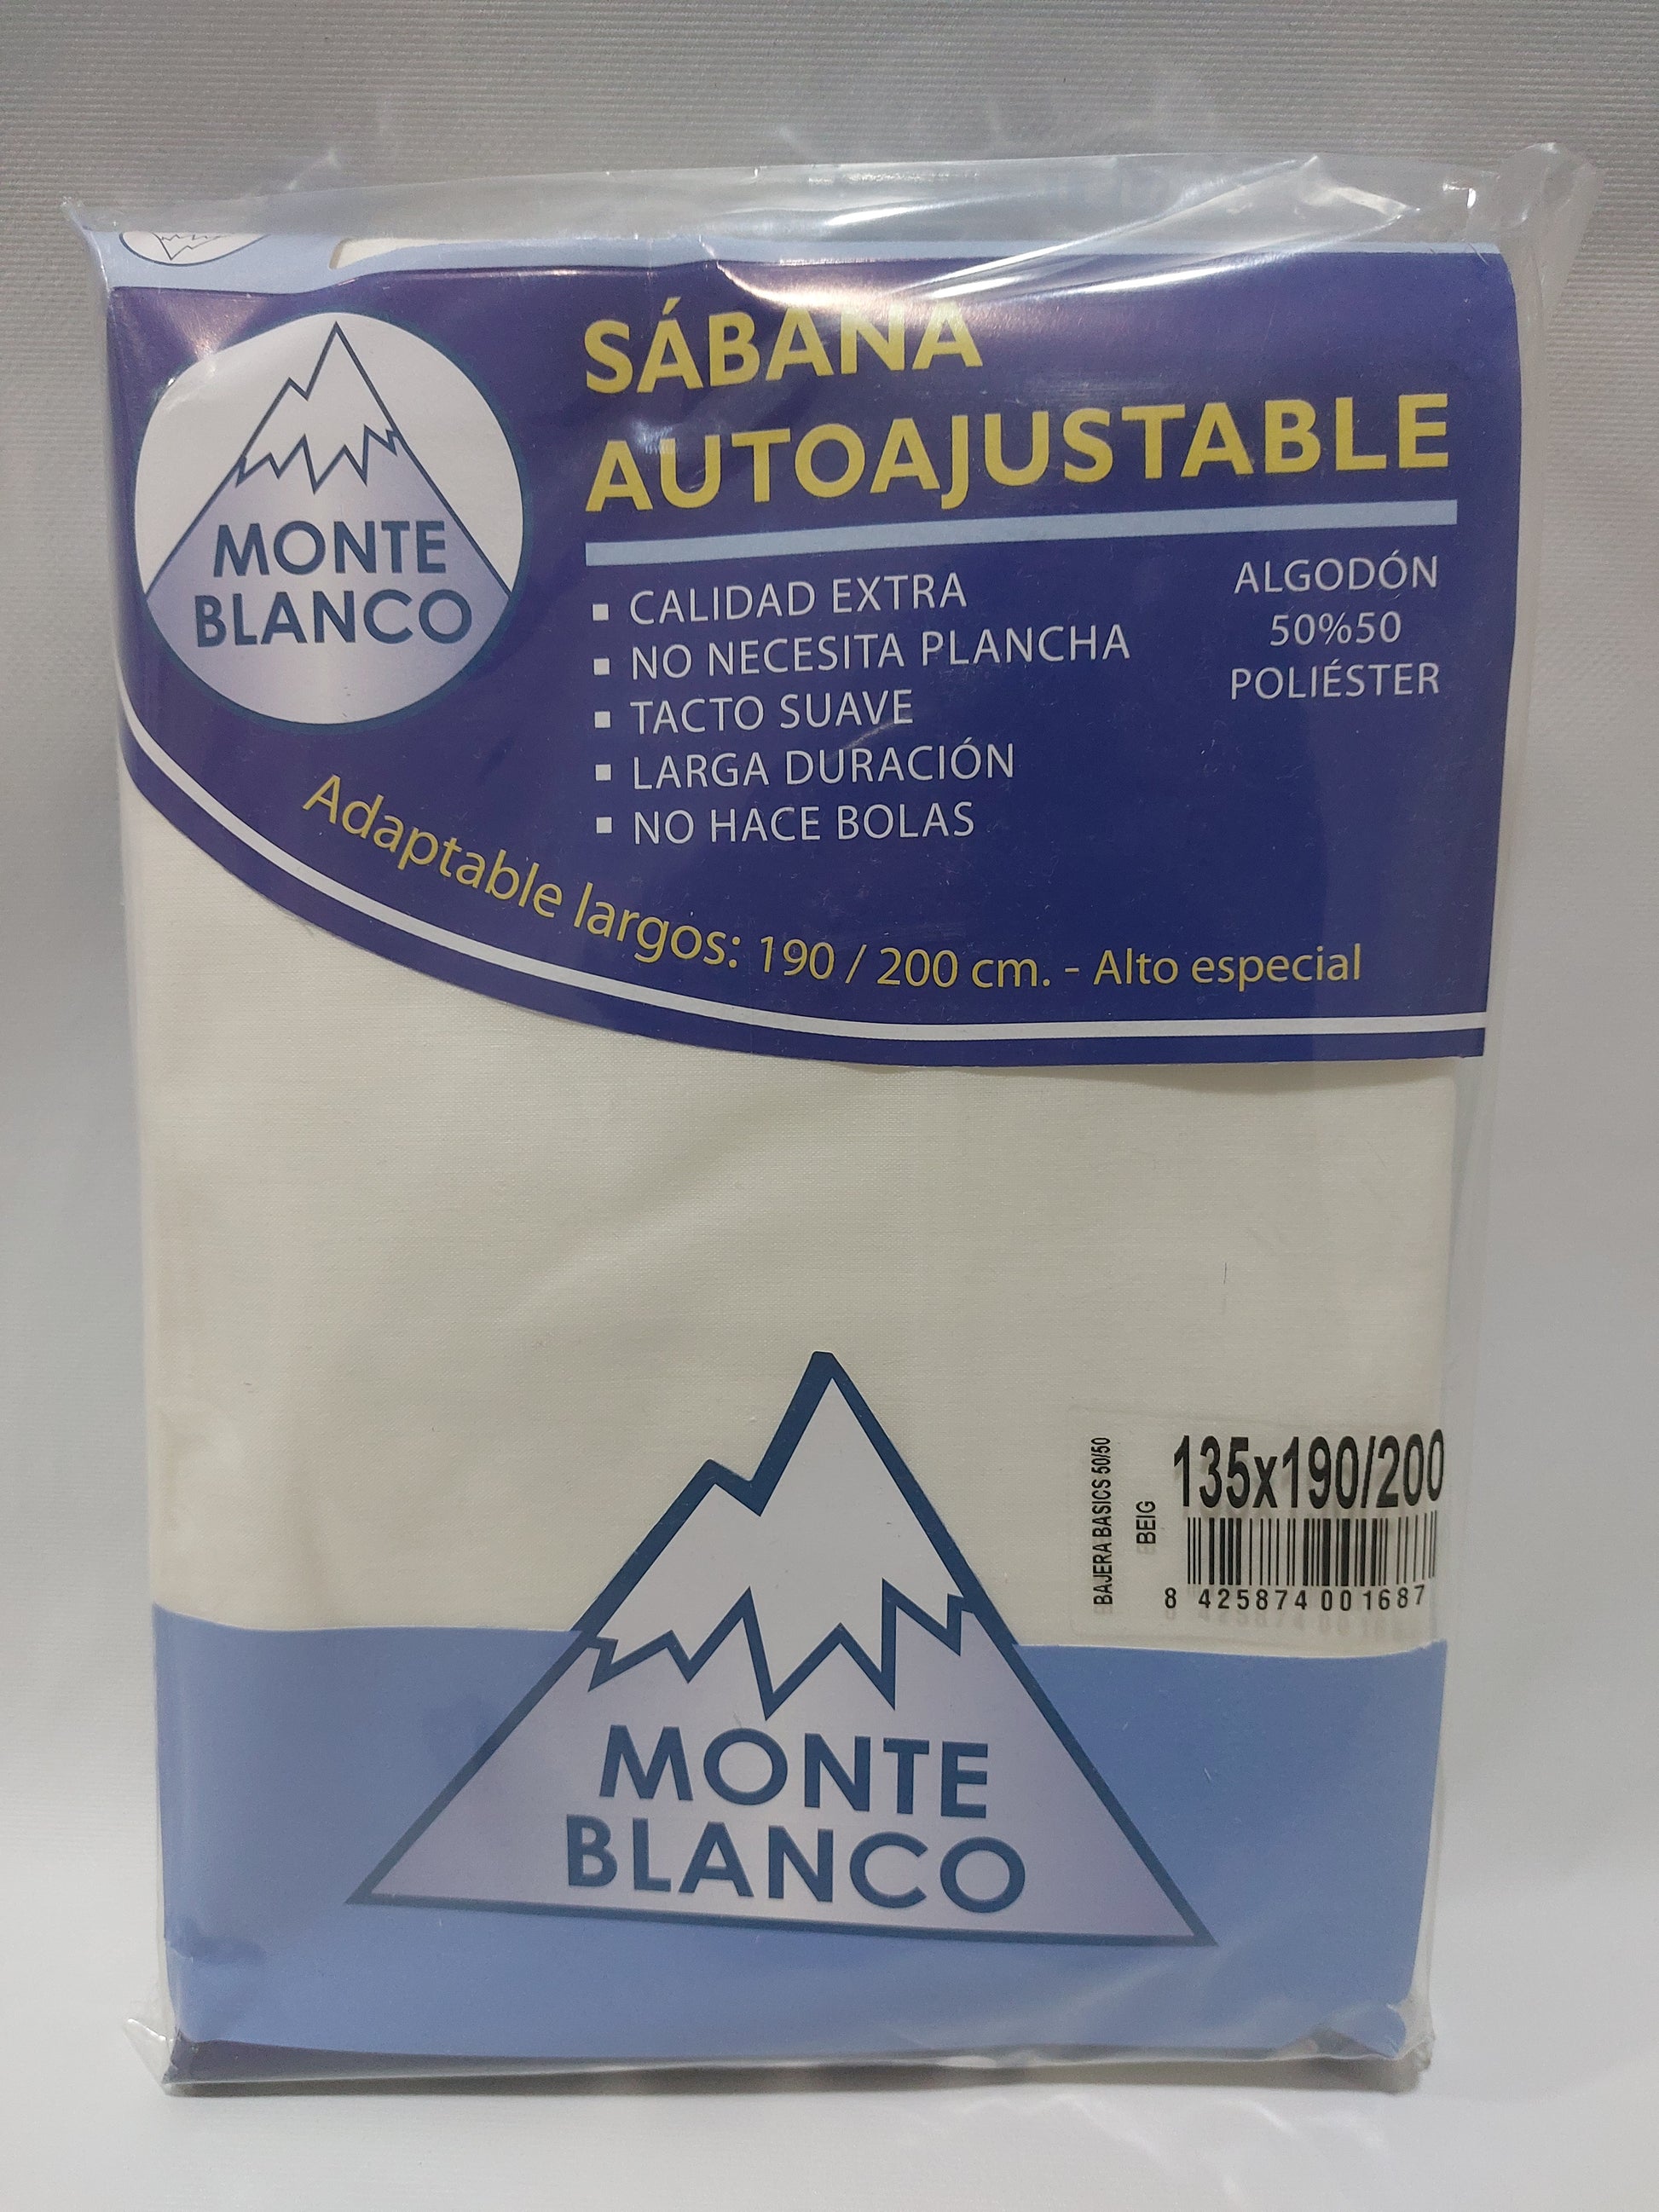 MONTE
BLANCO
SÁBANA
AUTOAJUSTABLE
▪ CALIDAD EXTRA
▪ NO NECESITA PLANCHA
▪ TACTO SUAVE
▪ LARGA DURACIÓN
▪ NO HACE BOLAS
ALGODÓN
50%50
POLIÉSTER
Adaptable largos: 190 / 200 cm. - Alto especial
BAJERA BASICS 50/50
BEIG
135x190/200
8 425874 001687
MONTE
BLANCO